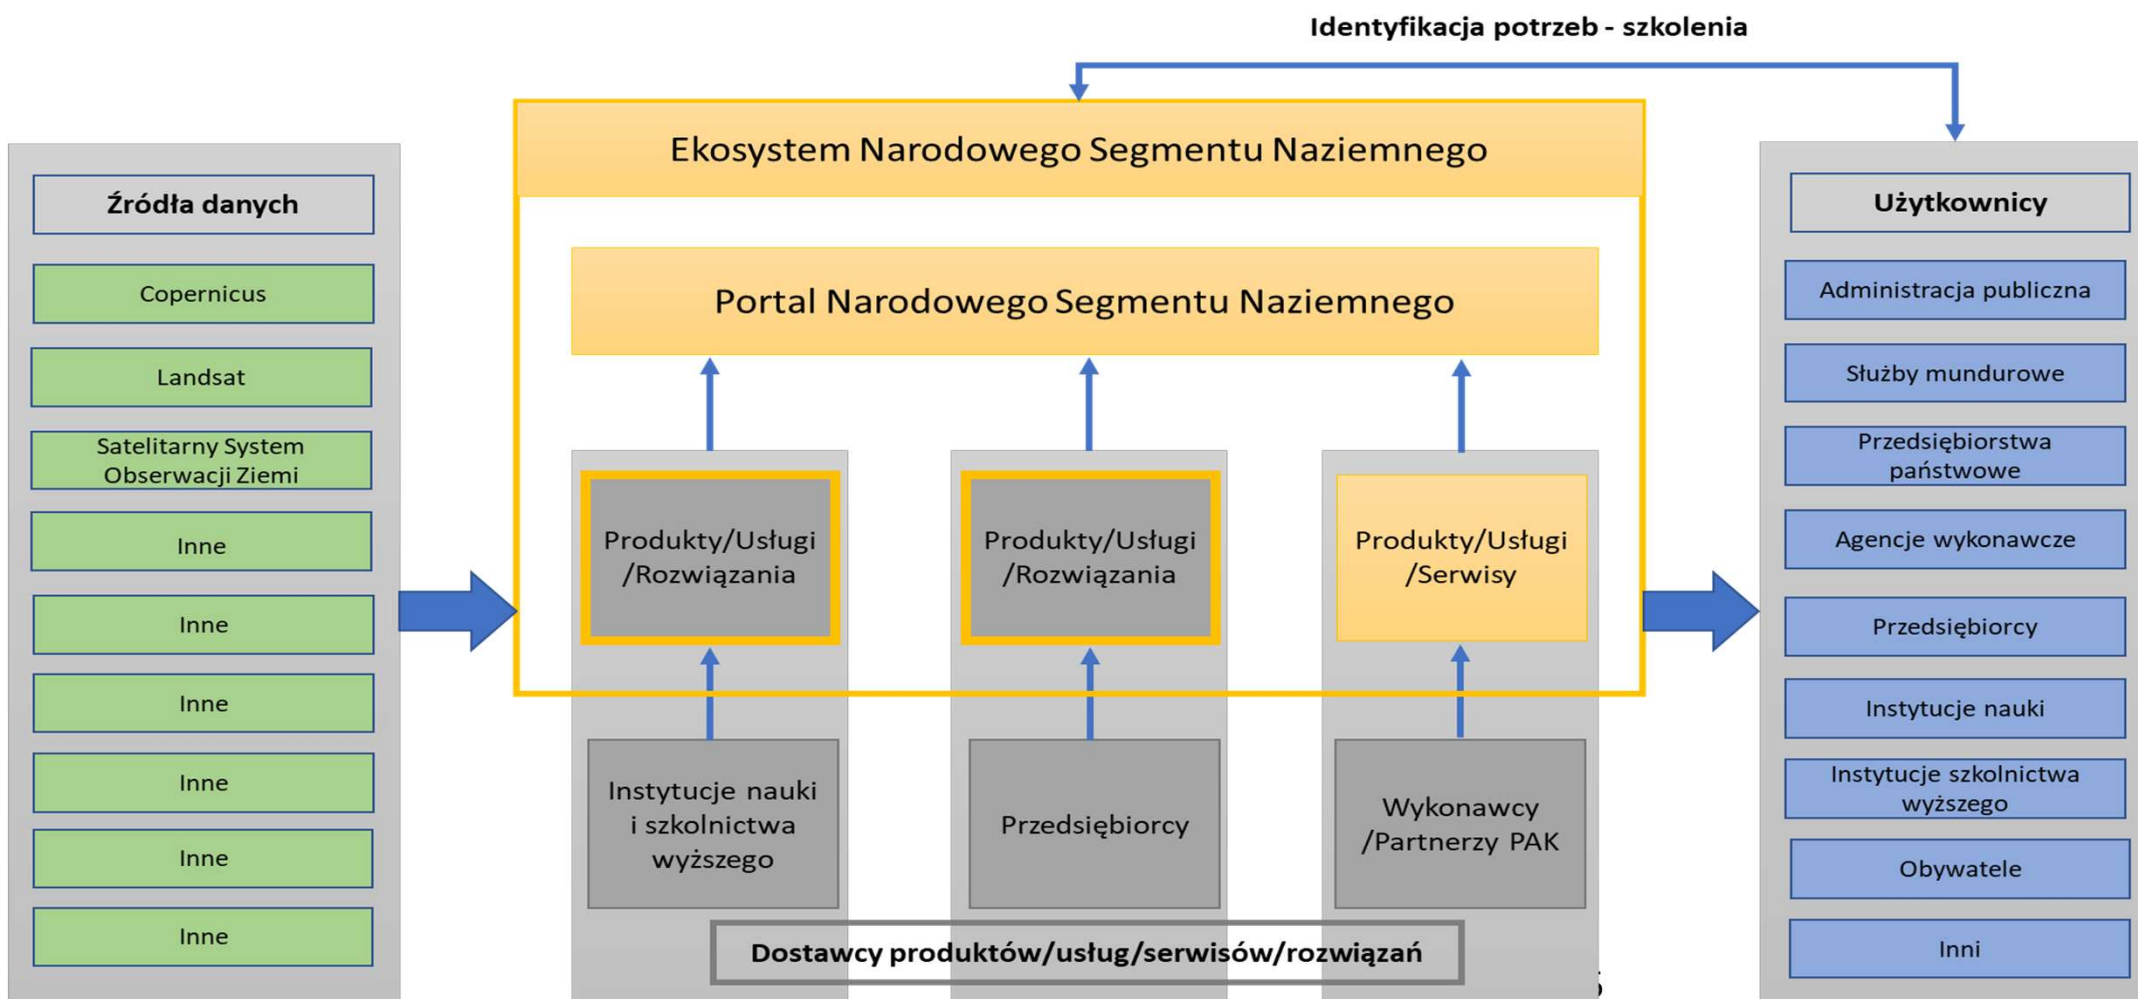 Identyfikacja potrzeb - szkolenia
Źródła danych
Copernicus
Landsat
Satelitarny System
Obserwacji Ziemi
Inne
Inne
Inne
Inne
Inne
Inne
Ekosystem Narodowego Segmentu Naziemnego
Portal Narodowego Segmentu Naziemnego
Produkty/Usługi
/Rozwiązania
Produkty/Usługi
/Rozwiązania
Produkty/Usługi
/Serwisy
Instytucje nauki
i szkolnictwa
wyższego
Przedsiębiorcy
Wykonawcy
/Partnerzy PAK
Dostawcy produktów/usług/serwisów/rozwiązań
Użytkownicy
Administracja publiczna
Służby mundurowe
Przedsiębiorstwa
państwowe
Agencje wykonawcze
Przedsiębiorcy
Instytucje nauki
Instytucje szkolnictwa
wyższego
Obywatele
Inni